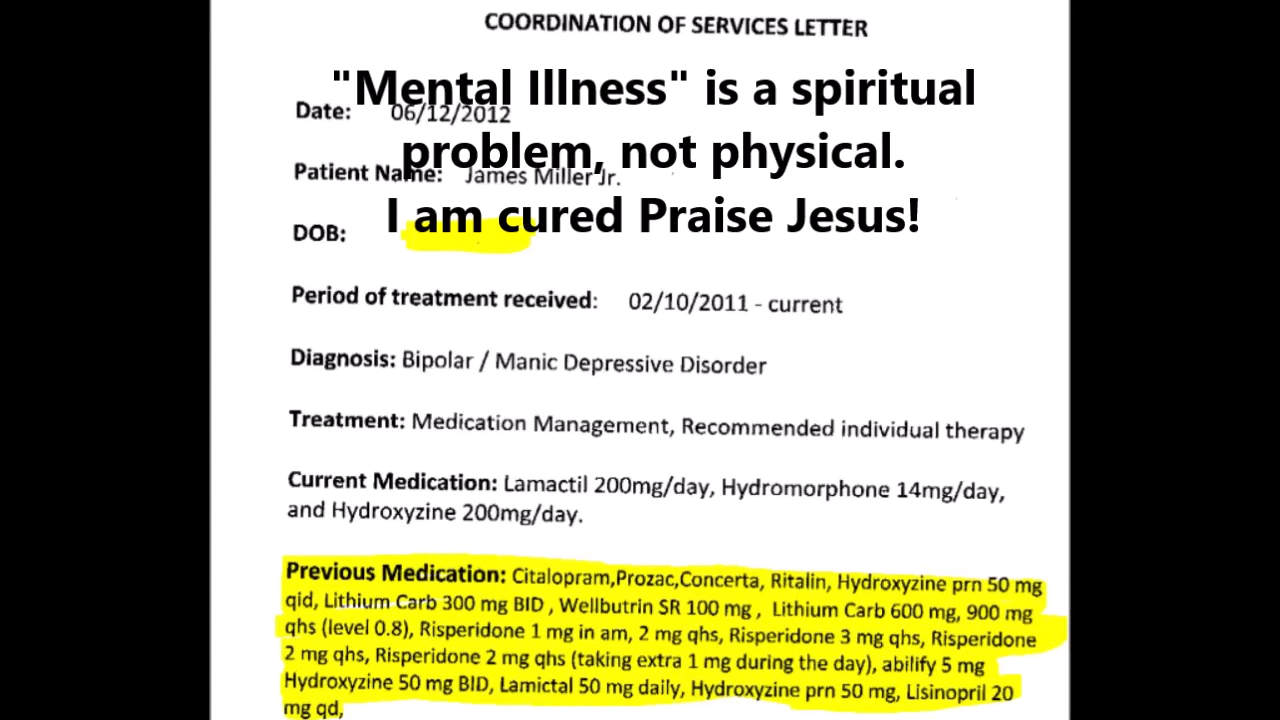 COORDINATION OF SERVICES LETTER
"Mental Illness" is a spiritual
problem, not physical.
I am cured Praise Jesus!
Date: 06/12/2012
Patient Name: James Miller Jr.
DOB:
Period of treatment received: 02/10/2011 - current
Diagnosis: Bipolar / Manic Depressive Disorder
Treatment: Medication Management, Recommended individual therapy
Current Medication: Lamactil 200mg/day, Hydromorphone 14mg/day,
and Hydroxyzine 200mg/day.
Previous Medication: Citalopram,Prozac,Concerta, Ritalin, Hydroxyzine prn 50 mg
qid, Lithium Carb 300 mg BID , Wellbutrin SR 100 mg , Lithium Carb 600 mg, 900 mg
qhs (level 0.8), Risperidone 1 mg in am, 2 mg qhs, Risperidone 3 mg qhs, Risperidone
2 mg qhs, Risperidone 2 mg qhs (taking extra 1 mg during the day), abilify 5 mg
Hydroxyzine 50 mg BID, Lamictal 50 mg daily, Hydroxyzine prn 50 mg, Lisinopril 20
mg qd,